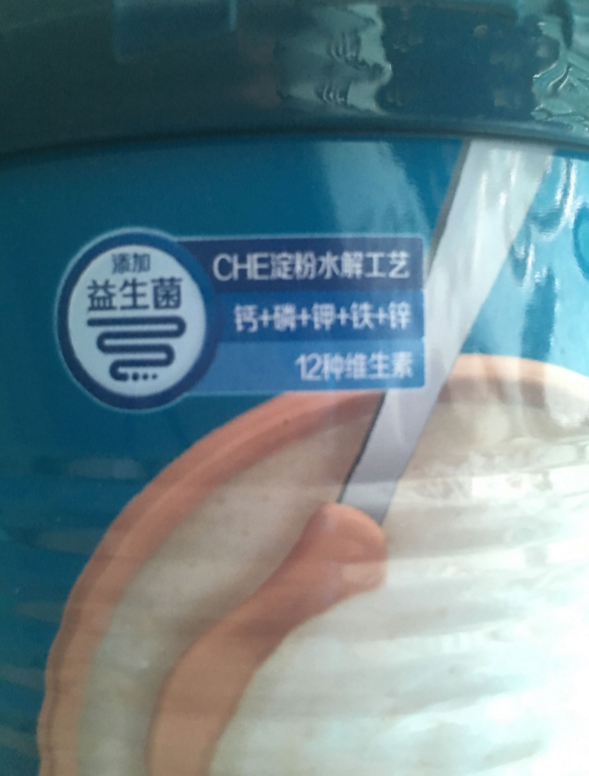 添加
益生菌
CHE淀粉水解工艺
钙+磷+钾+铁+锌
12种维生素